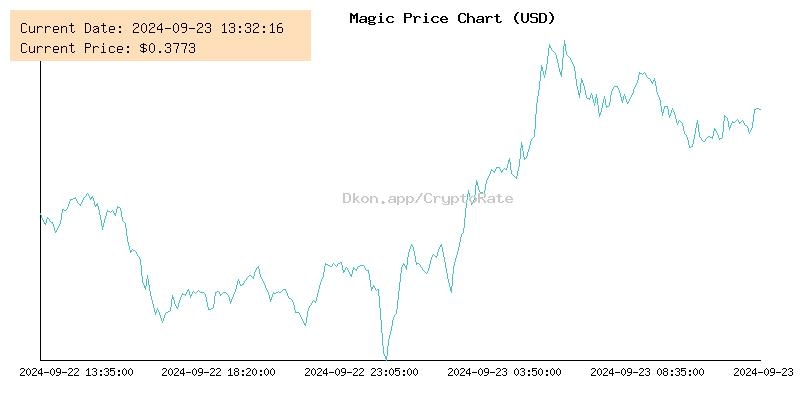 Magic Price Chart (USD)
Current Date: 2024-09-23 13:32:16
Current Price: $0.3773
Dkon.app/CryptoRate
2024-09-22 13:35:00 2024-09-22 18:20:00 2024-09-22 23:05:00 2024-09-23 03:50:00 2024-09-23 08:35:00 2024-09-23